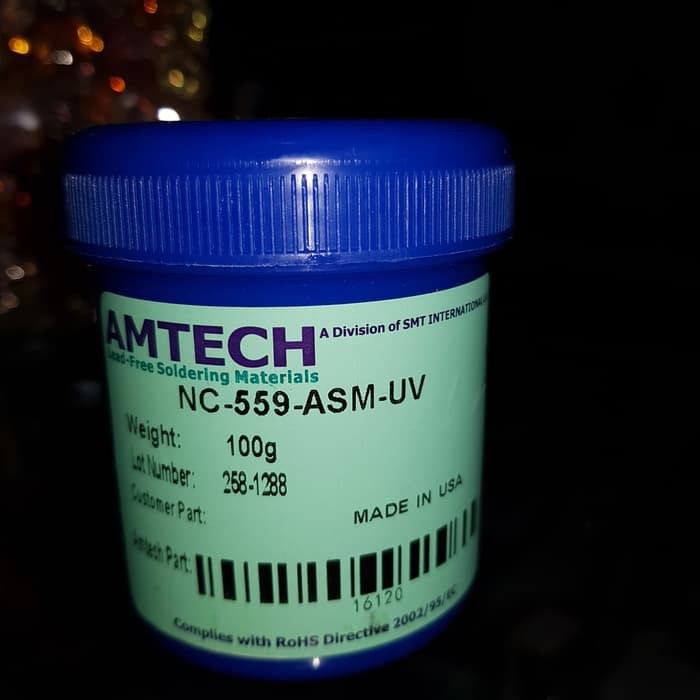 AMTECH A Division of SMT INTERNATIONAL
Lead-Free Soldering Materials
NC-559-ASM-UV
Weight: 100g
Lot Number: 258-1288
Customer Part:
MADE IN USA
Amtech Part:
16120
Complies with RoHS Directive 2002/95/EC